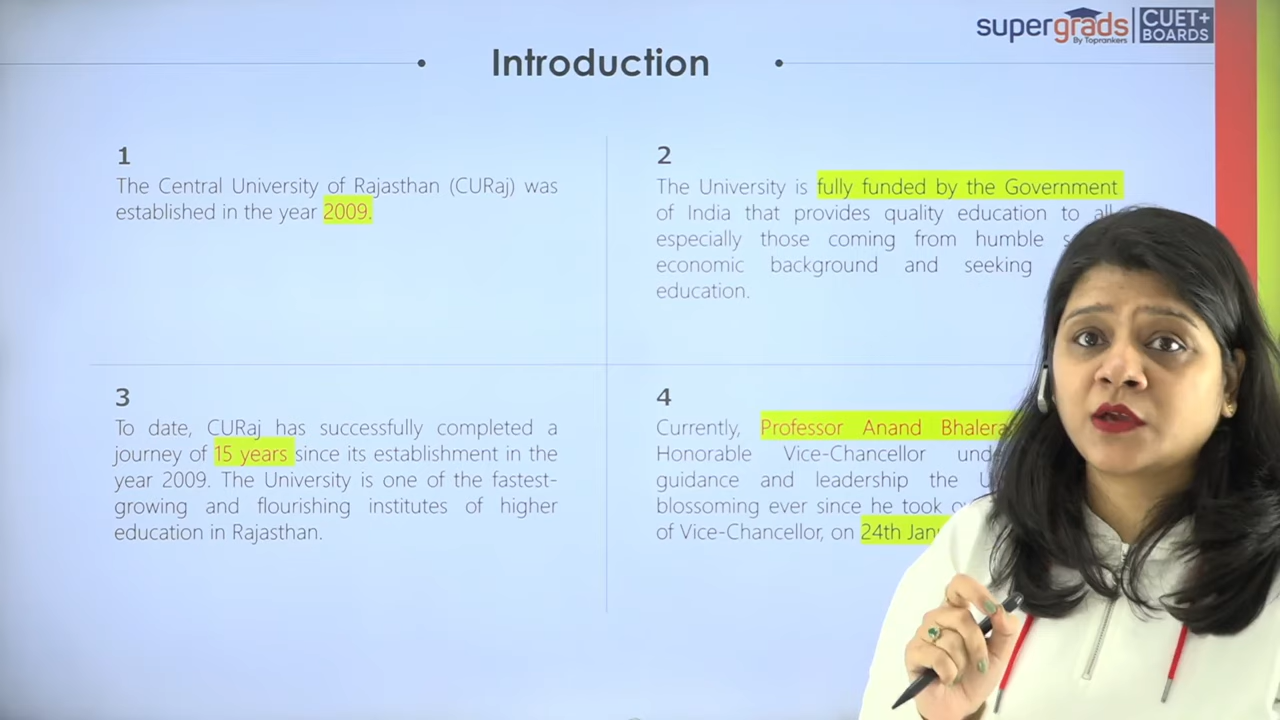 supergrads
By Toprankers
CUET+
BOARDS
Introduction
1
The Central University of Rajasthan (CURaj) was
established in the year 2009.
2
The University is fully funded by the Government
of India that provides quality education to all
especially those coming from humble
economic background and seeking
education.
3
To date, CURaj has successfully completed a
journey of 15 years since its establishment in the
year 2009. The University is one of the fastest-
growing and flourishing institutes of higher
education in Rajasthan.
4
Currently, Professor Anand
Honorable Vice-Chancellor
guidance and leadership the
blossoming ever since he took
of Vice-Chancellor, on 24th